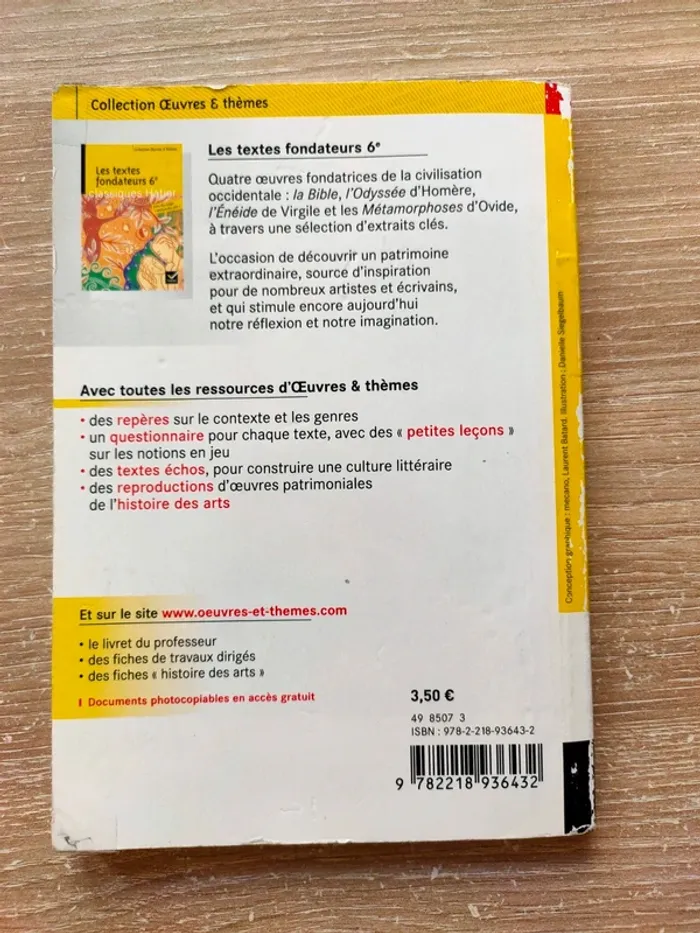 Collection Œuvres & thèmes
Les textes
fondateurs 6e
classiques Hatier
Les textes fondateurs 6e
Quatre œuvres fondatrices de la civilisation
occidentale : la Bible, l'Odyssée d'Homère,
l'Énéide de Virgile et les Métamorphoses d'Ovide,
à travers une sélection d'extraits clés.
L'occasion de découvrir un patrimoine
extraordinaire, source d'inspiration
pour de nombreux artistes et écrivains,
et qui stimule encore aujourd'hui
notre réflexion et notre imagination.
Avec toutes les ressources d'Œuvres & thèmes
• des repères sur le contexte et les genres
• un questionnaire pour chaque texte, avec des « petites leçons »
sur les notions en jeu
• des textes échos, pour construire une culture littéraire
• des reproductions d'œuvres patrimoniales
de l'histoire des arts
Et sur le site www.oeuvres-et-themes.com
• le livret du professeur
• des fiches de travaux dirigés
• des fiches « histoire des arts »
Documents photocopiables en accès gratuit
3,50 €
49 8507 3
ISBN : 978-2-218-93643-2
9 782218 936432
Conception graphique : mecano, Laurent Batard. Illustration : Danielle Siegelbaum